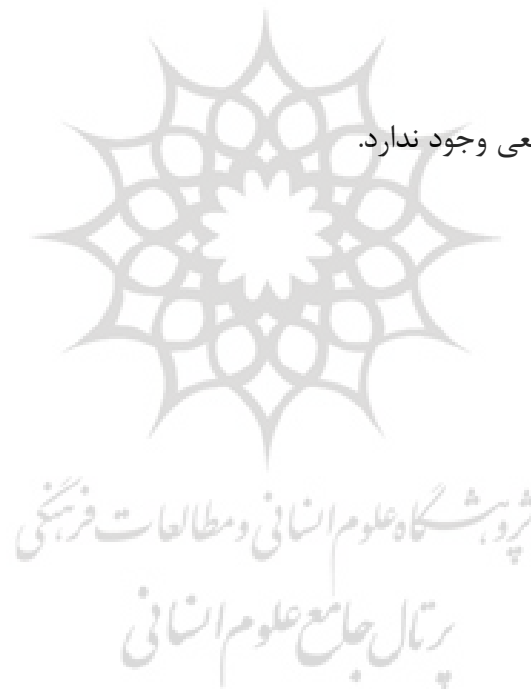 وجود ندارد.
پژوهشگاه علوم انسانی و مطالعات فرهنگی
پرتال جامع علوم انسانی